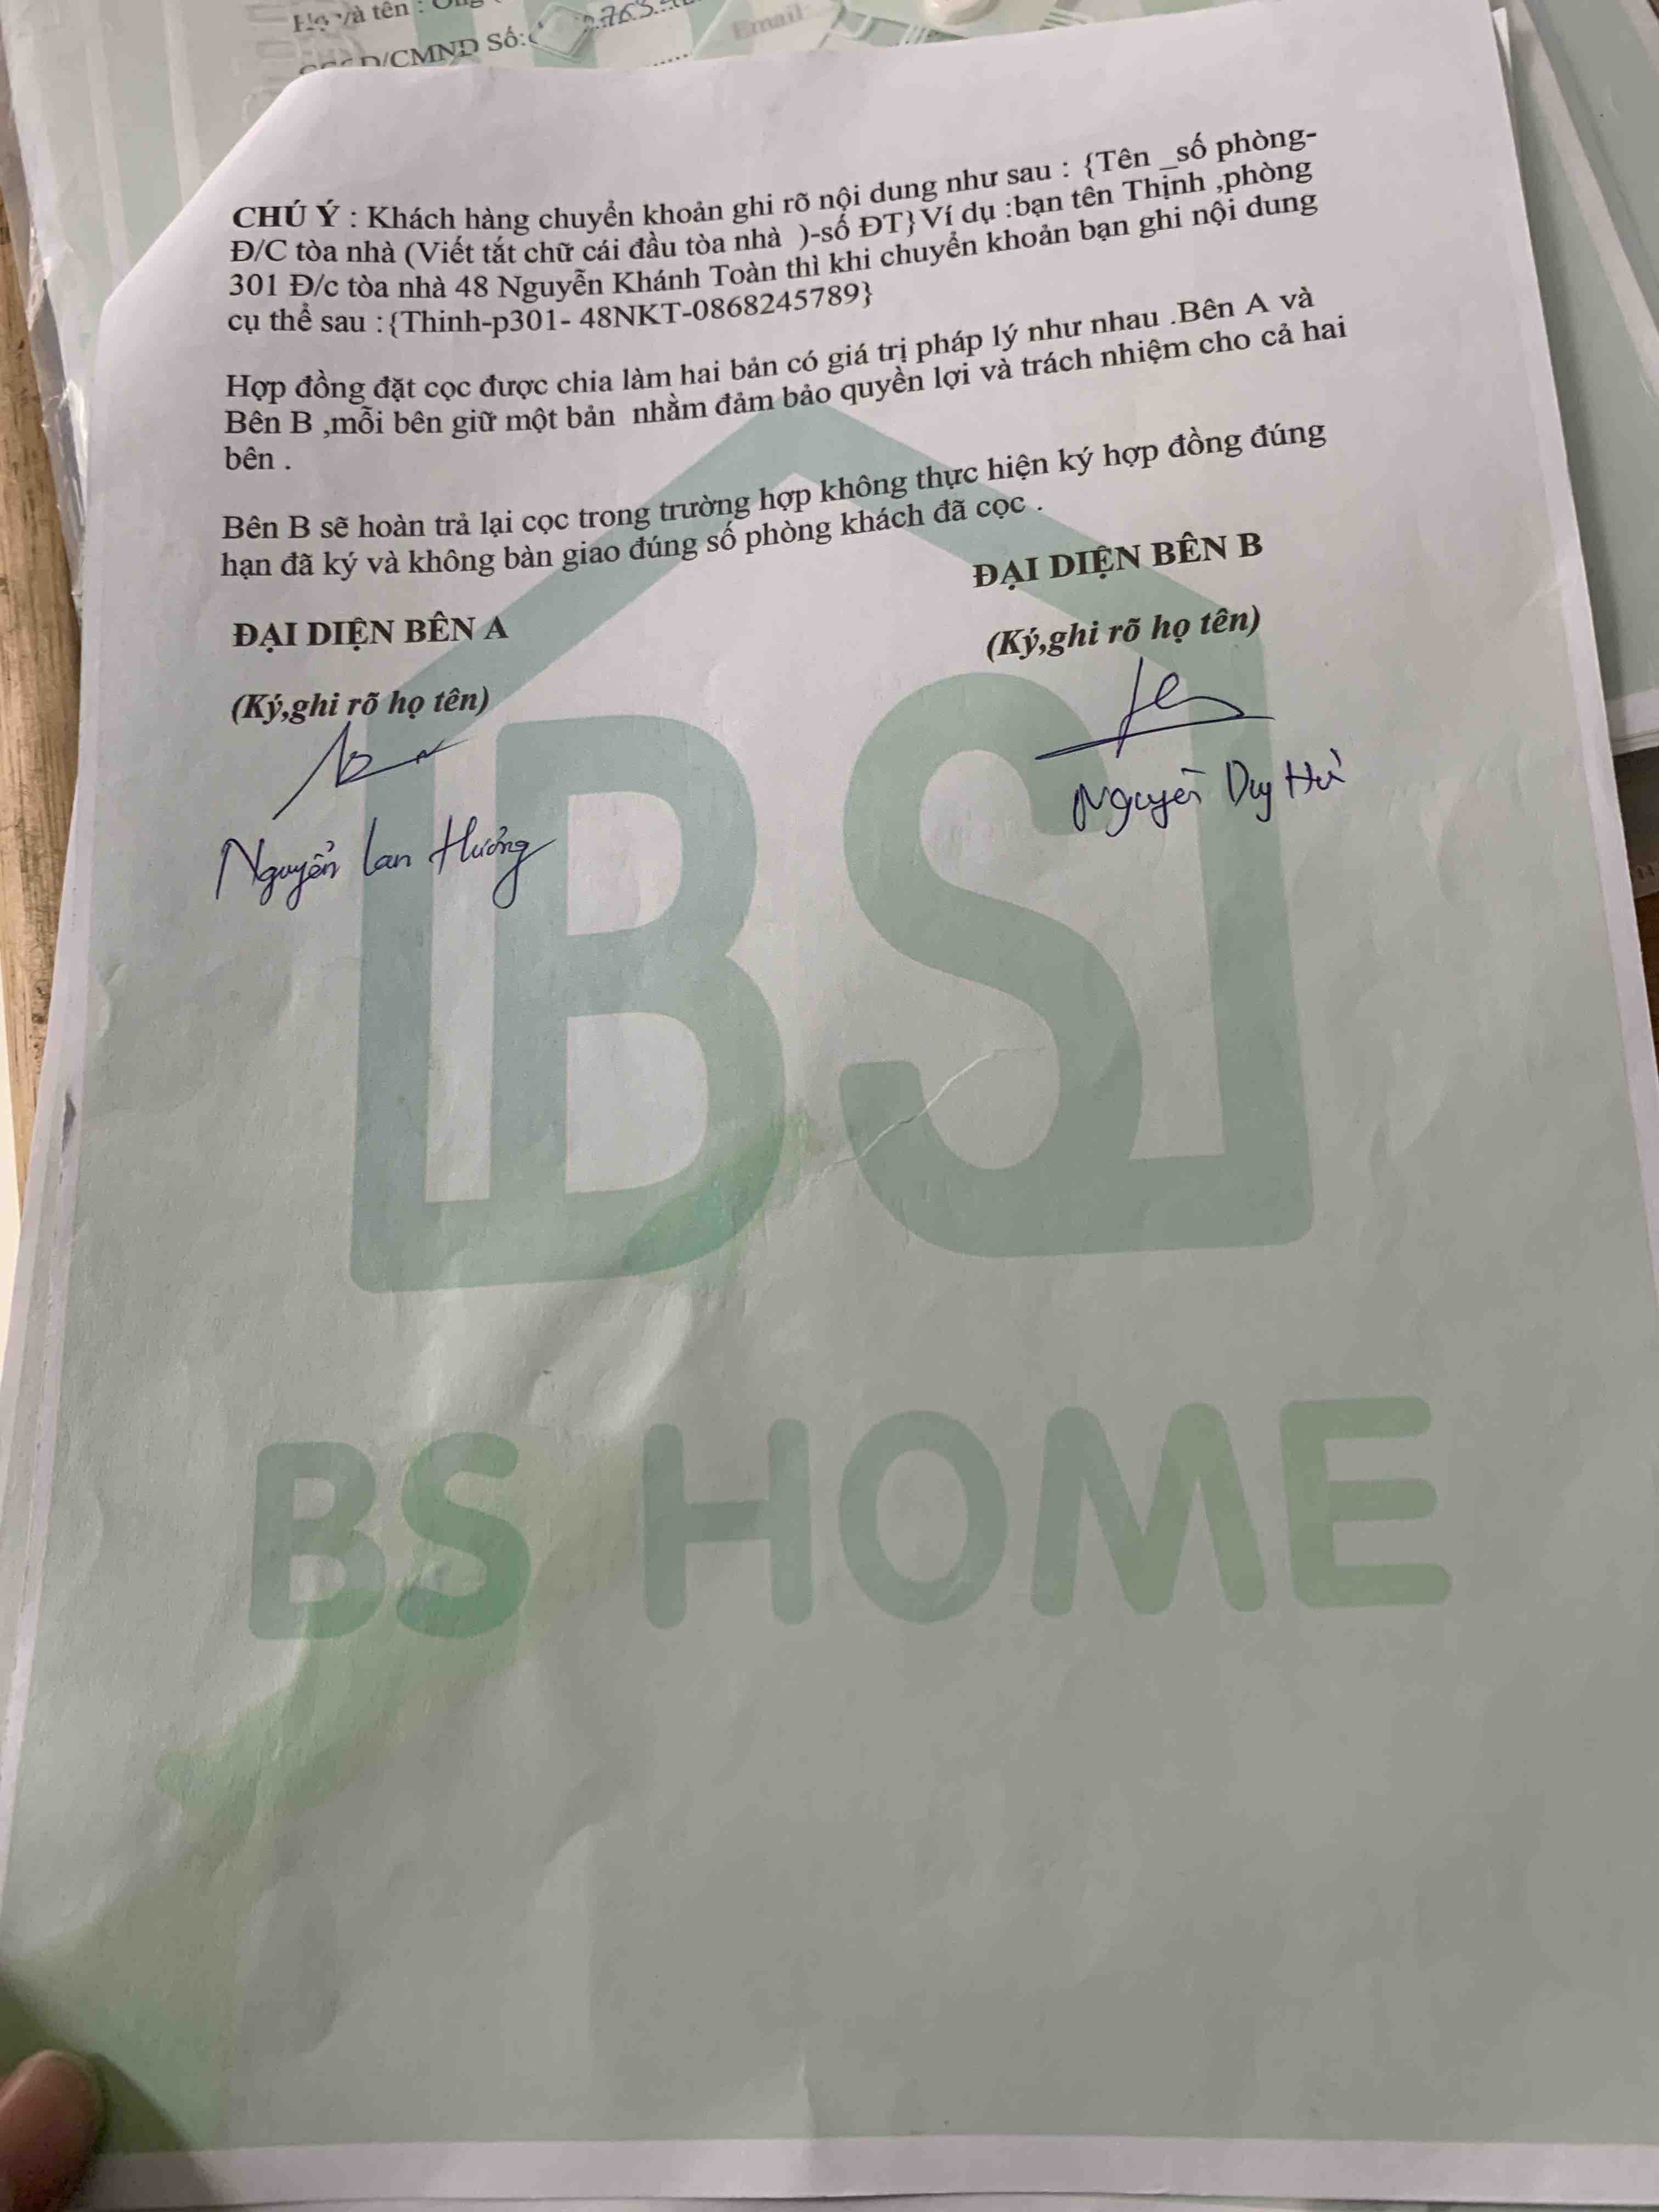 Họ và tên :
CMND Số:
Email
CHÚ Ý : Khách hàng chuyển khoản ghi rõ nội dung như sau : {Tên _số phòng-
Đ/C tòa nhà (Viết tắt chữ cái đầu tòa nhà )-số ĐT}Ví dụ :bạn tên Thịnh ,phòng
301 Đ/c tòa nhà 48 Nguyễn Khánh Toàn thì khi chuyển khoản bạn ghi nội dung
cụ thể sau :{Thinh-p301- 48NKT-0868245789}
Hợp đồng đặt cọc được chia làm hai bản có giá trị pháp lý như nhau .Bên A và
Bên B ,mỗi bên giữ một bản nhằm đảm bảo quyền lợi và trách nhiệm cho cả hai
bên .
Bên B sẽ hoàn trả lại cọc trong trường hợp không thực hiện ký hợp đồng đúng
hạn đã ký và không bàn giao đúng số phòng khách đã cọc .
ĐẠI DIỆN BÊN A
(Ký,ghi rõ họ tên)
Nguyễn Lan Hương
ĐẠI DIỆN BÊN B
(Ký,ghi rõ họ tên)
Nguyễn Duy
BS
BS HOME